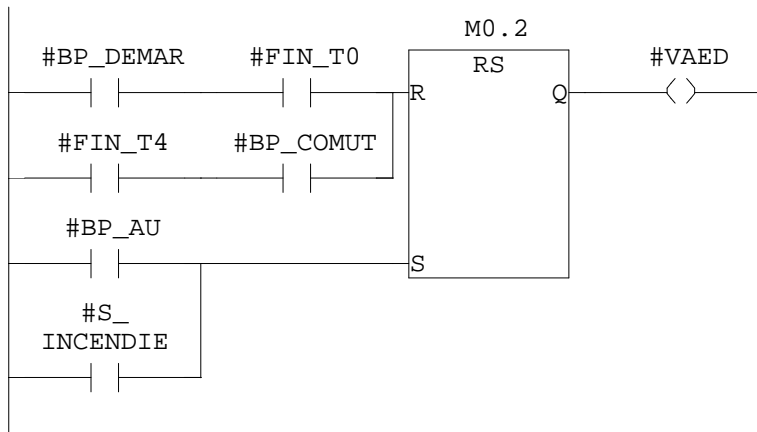 M0.2
#BP_DEMAR #FIN_T0 RS #VAED
R Q
#FIN_T4 #BP_COMUT
#BP_AU
S
#S_
INCENDIE